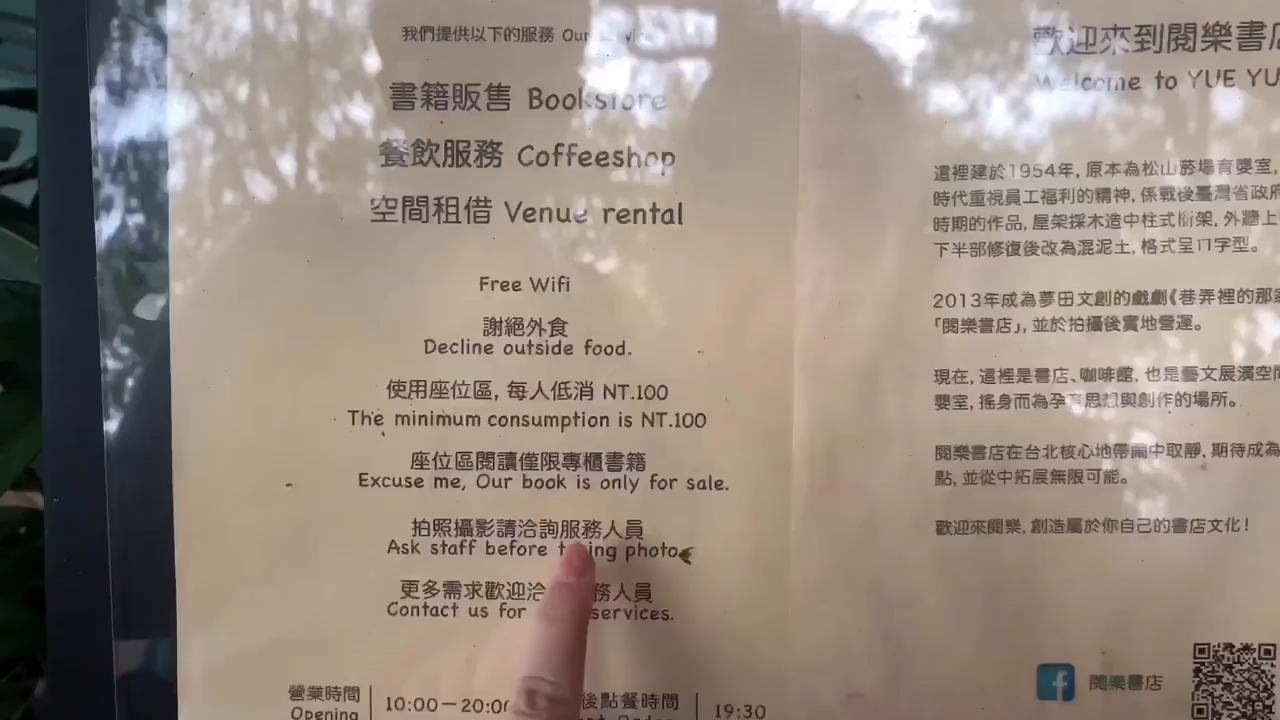 我們提供以下的服務 Our
書籍販售 Bookstore
餐飲服務 Coffeeshop
空間租借 Venue rental
Free Wifi
謝絕外食
Decline outside food.
使用座位區, 每人低消 NT.100
The minimum consumption is NT.100
座位區閱讀僅限專櫃書籍
Excuse me, Our book is only for sale.
拍照攝影請洽詢服務人員
Ask staff before photo
更多需求歡迎洽 務人員
Contact us for services.
營業時間
Opening
10:00－20:00
後點餐時間
19:30
歡迎來到閱樂書店
Welcome to YUE YU
這裡建於1954年, 原本為松山菸場育嬰室,
時代重視員工福利的精神, 係戰後臺灣省政府
時期的作品, 屋架採木造中柱式桁架, 外牆上
下半部修復後改為混泥土, 格式呈ㄇ字型。
2013年成為夢田文創的戲劇《巷弄裡的那家
「閱樂書店」, 並於拍攝後實地營運。
現在, 這裡是書店、咖啡館, 也是藝文展演空間
嬰室, 搖身而為孕育思想與創作的場所。
閱樂書店在台北核心地帶鬧中取靜, 期待成為
點, 並從中拓展無限可能。
歡迎來閱樂, 創造屬於你自己的書店文化!
閱樂書店